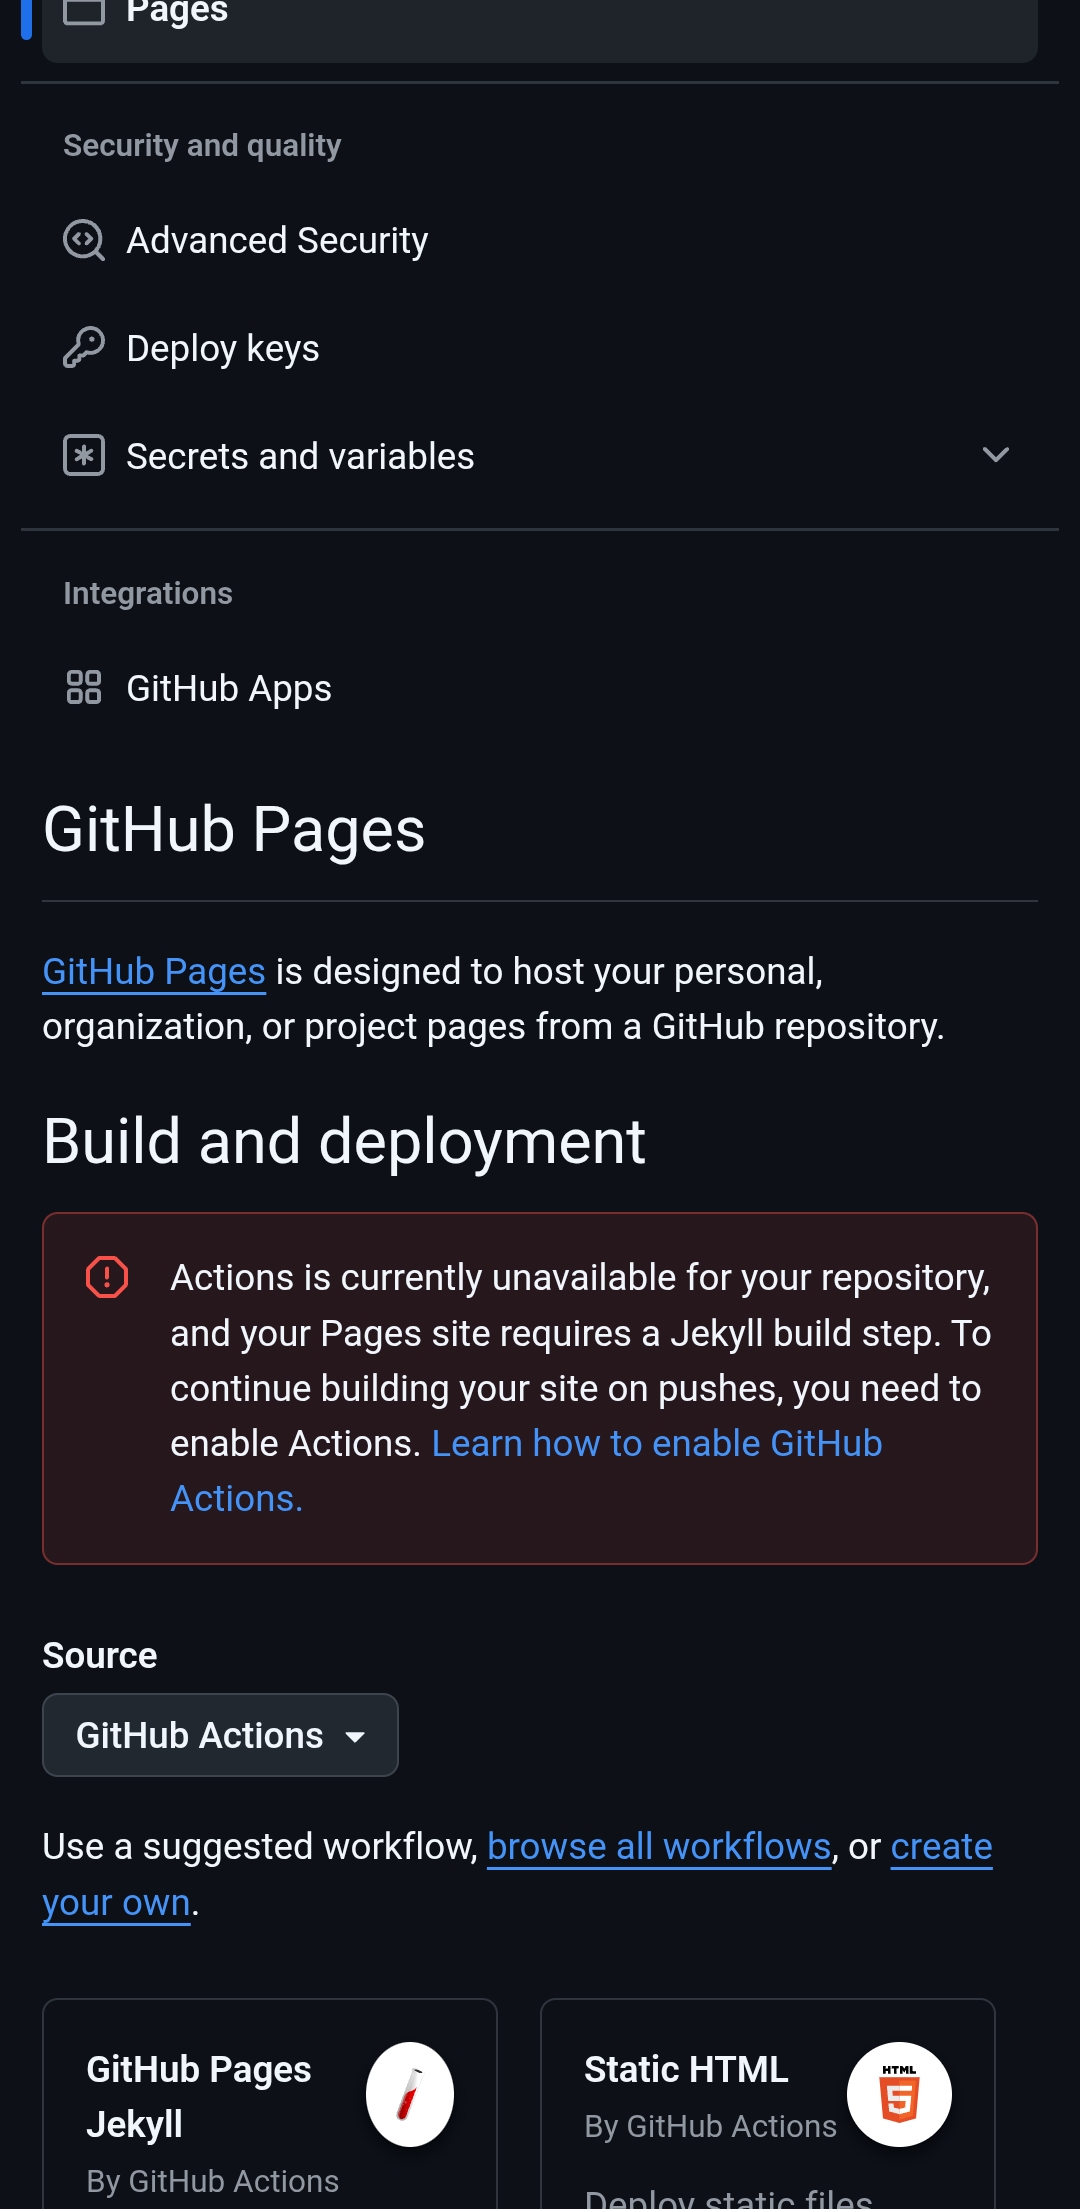 Pages
Security and quality
Advanced Security
Deploy keys
Secrets and variables
Integrations
GitHub Apps
GitHub Pages
GitHub Pages is designed to host your personal,
organization, or project pages from a GitHub repository.
Build and deployment
Actions is currently unavailable for your repository,
and your Pages site requires a Jekyll build step. To
continue building your site on pushes, you need to
enable Actions. Learn how to enable GitHub
Actions.
Source
GitHub Actions
Use a suggested workflow, browse all workflows, or create
your own.
GitHub Pages
Jekyll
By GitHub Actions
Static HTML
By GitHub Actions
HTML
5
Deploy static files